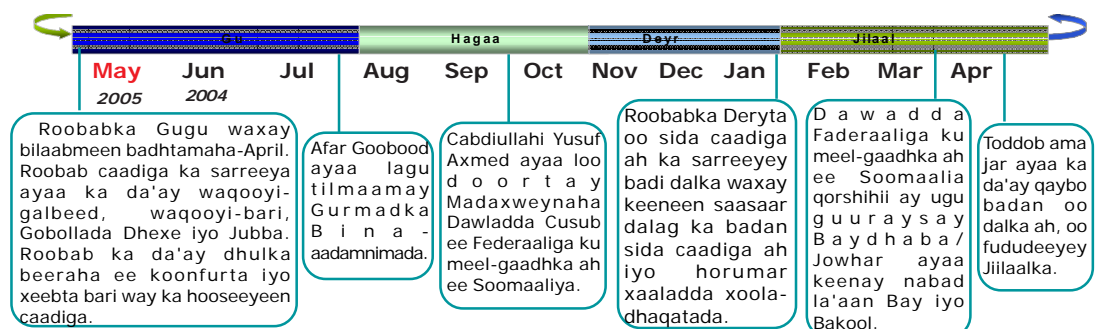 Gu Hagaa Deyr Jilaal
May Jun Jul Aug Sep Oct Nov Dec Jan Feb Mar Apr
2005 2004
Roobabka Gugu waxay
bilaabmeen badhtamaha-April.
Roobab caadiga ka sarreeya
ayaa ka da'ay waqooyi-
galbeed, waqooyi-bari,
Gobollada Dhexe iyo Jubba.
Roobab ka da'ay dhulka
beeraha ee koonfurta iyo
xeebta bari way ka hooseeyeen
caadiga.
Afar Goobood
ayaa lagu
tilmaamay
Gurmadka
Bina-
aadamnimada.
Cabdiullahi Yusuf
Axmed ayaa loo
doortay
Madaxweynaha
Dawladda Cusub
ee Federaaliga ku
meel-gaadhka ah
ee Soomaaliya.
Roobabka Deryta
oo sida caadiga
ah ka sarreeyey
badi dalka waxay
keeneen saasaar
dalag ka badan
sida caadiga ah
iyo horumar
xaaladda xoola-
dhaqatada.
Dawadda
Faderaaliga ku
meel-gaadhka ah
ee Soomaalia
qorshihii ay ugu
guuraysay
Baydhaba/
Jowhar ayaa
keenay nabad
la'aan Bay iyo
Bakool.
Toddob ama
jar ayaa ka
da'ay qaybo
badan oo
dalka ah, oo
fududeeyey
Jiilaalka.